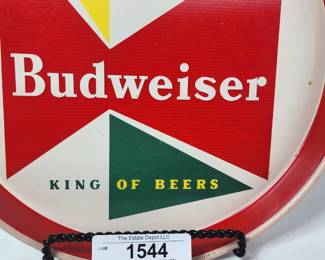 Budweiser
KING OF BEERS
The Estate Depot LLC
Lot# 1544